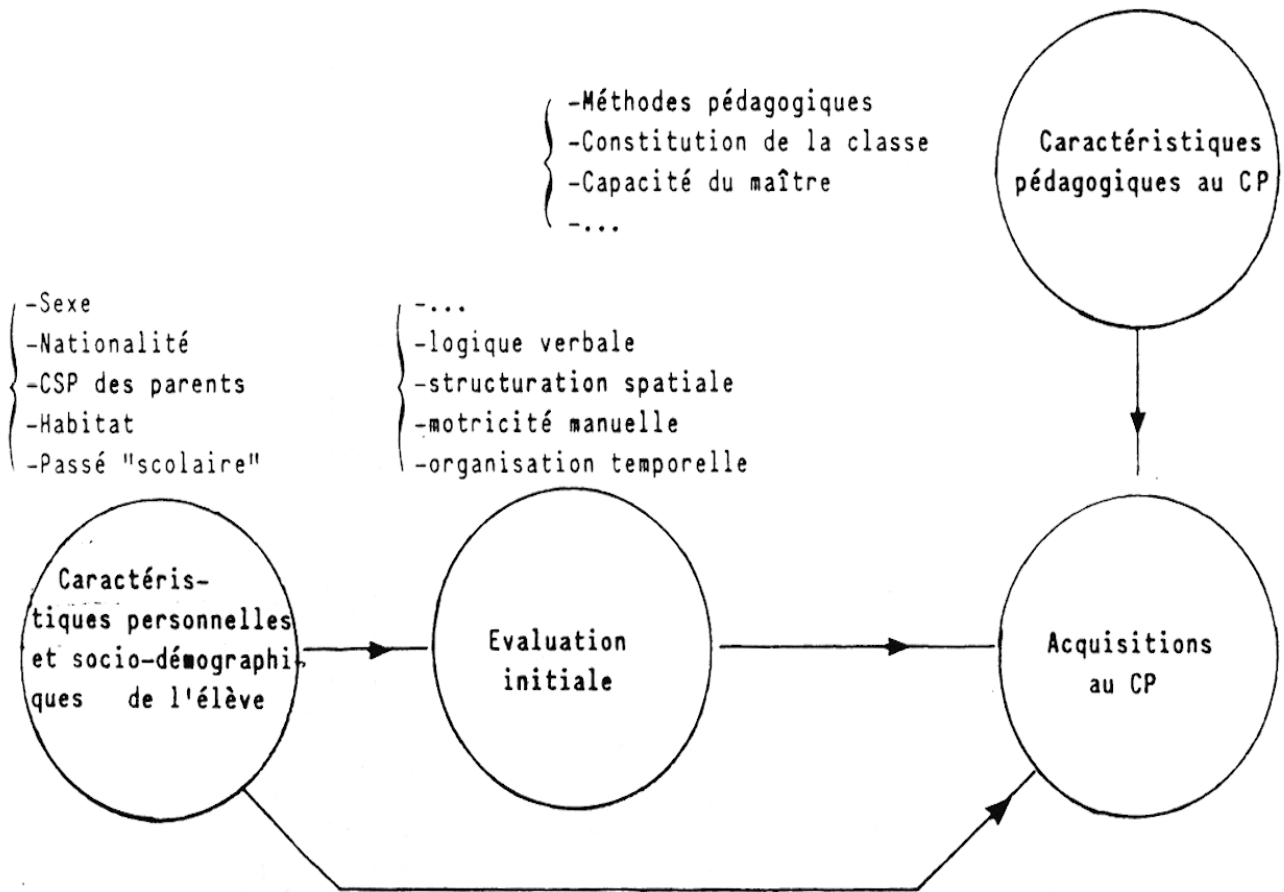 -Méthodes pédagogiques
-Constitution de la classe
-Capacité du maître
-...
Caractéristiques
pédagogiques au CP
-Sexe
-Nationalité
-CSP des parents
-Habitat
-Passé "scolaire"
-...
-logique verbale
-structuration spatiale
-motricité manuelle
-organisation temporelle
Caractéris-
tiques personnelles
et socio-démographi-
ques de l'élève
Evaluation
initiale
Acquisitions
au CP